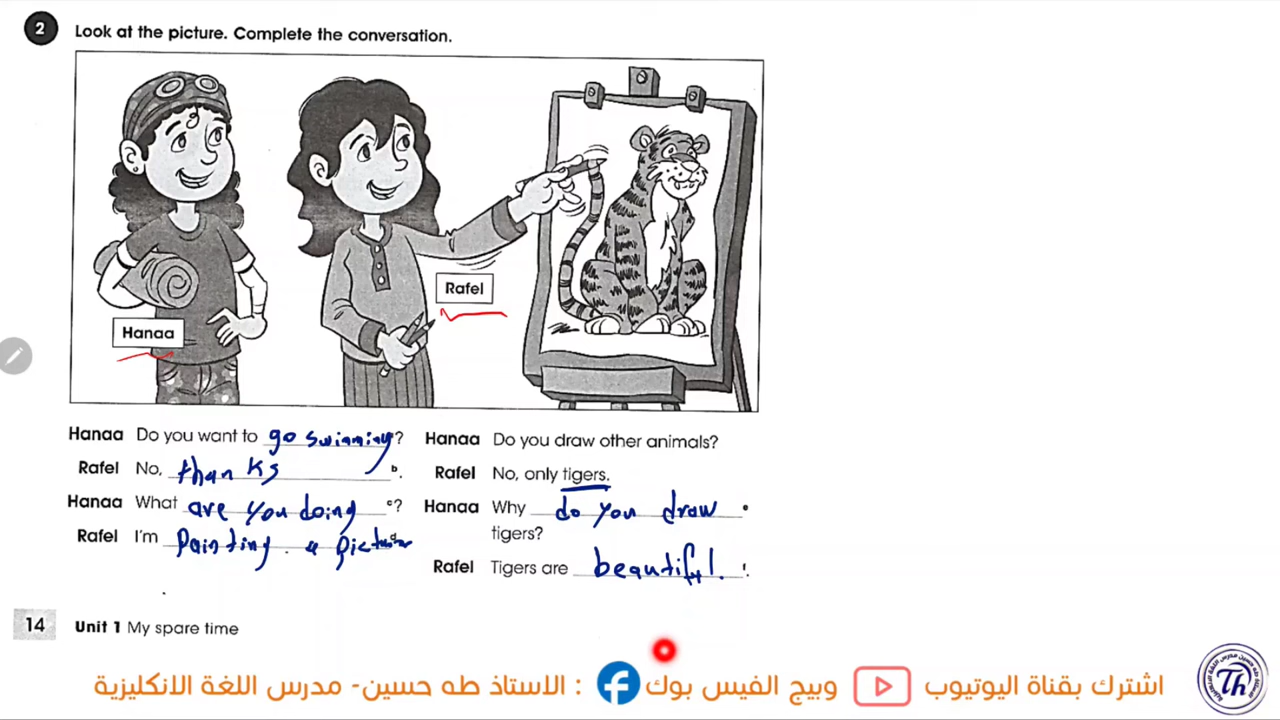 2 Look at the picture. Complete the conversation.
Rafel
Hanaa
Hanaa Do you want to go swimming a?
Rafel No, thanks b.
Hanaa What are you doing c?
Rafel I'm painting a picture d.
Hanaa Do you draw other animals?
Rafel No, only tigers.
Hanaa Why do you draw e
tigers?
Rafel Tigers are beautiful. f.
14 Unit 1 My spare time
اشترك بقناة اليوتيوب وبيج الفيس بوك : الاستاذ طه حسين- مدرس اللغة الانكليزية
Th